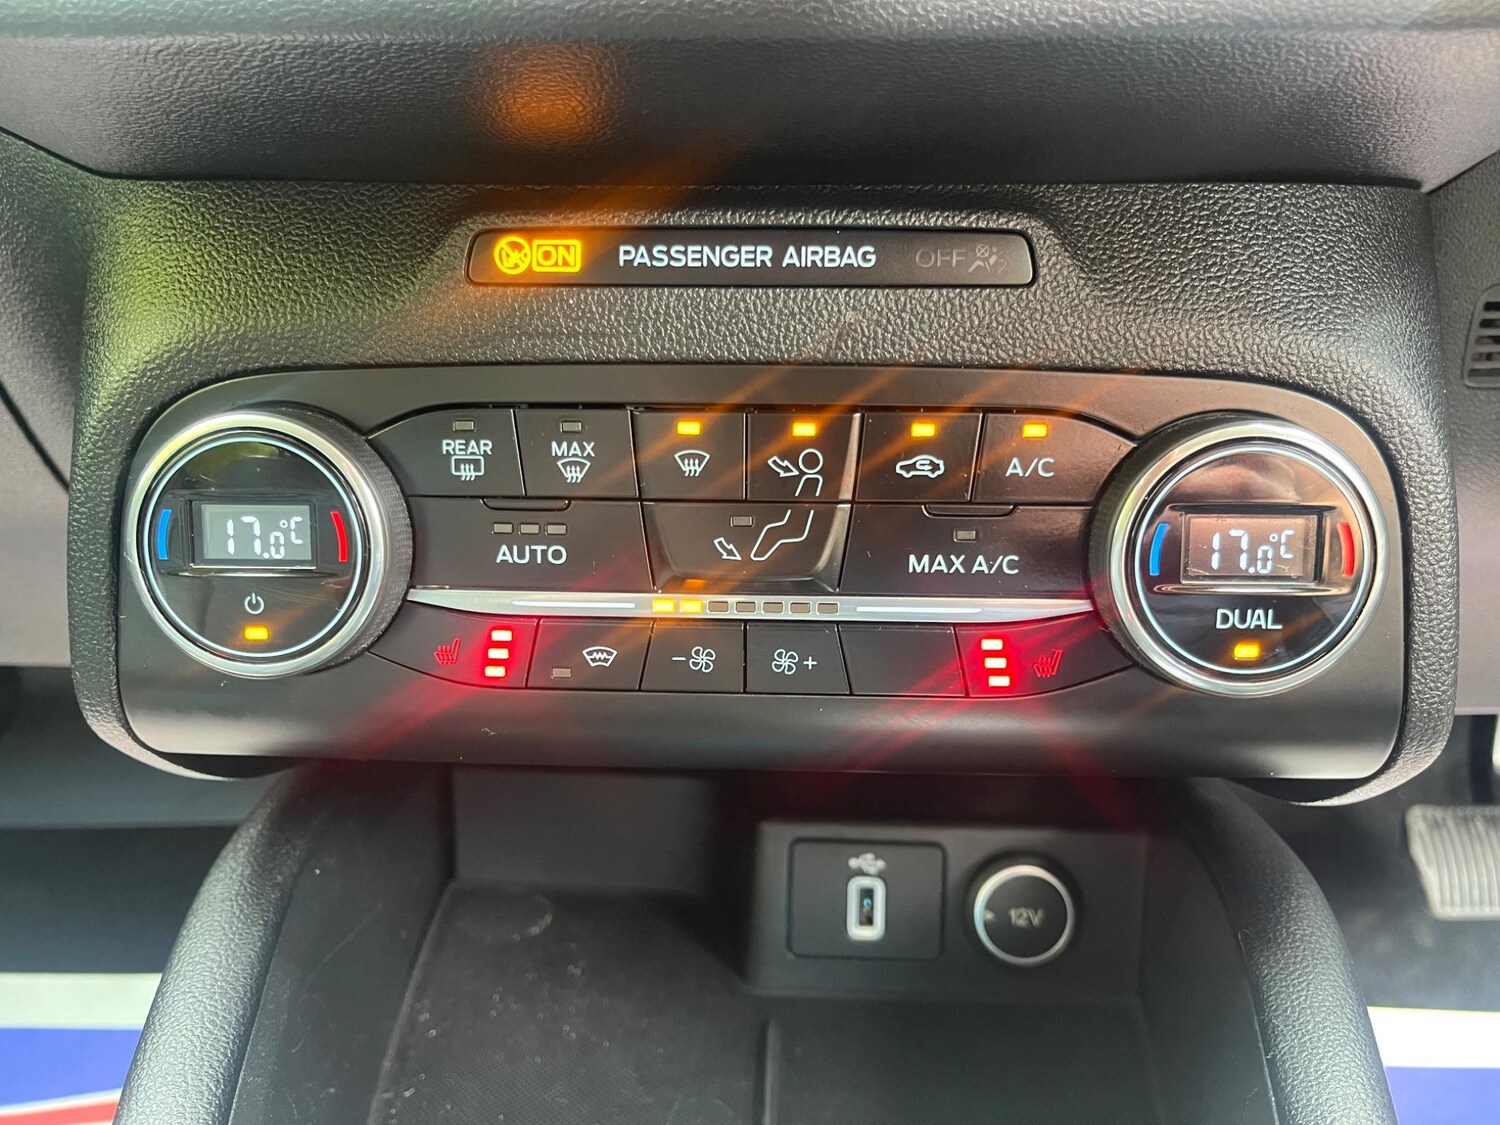 ON PASSENGER AIRBAG OFF
REAR
MAX
A/C
17.0°C
AUTO
MAX A/C
17.0°C
DUAL
- +
12V